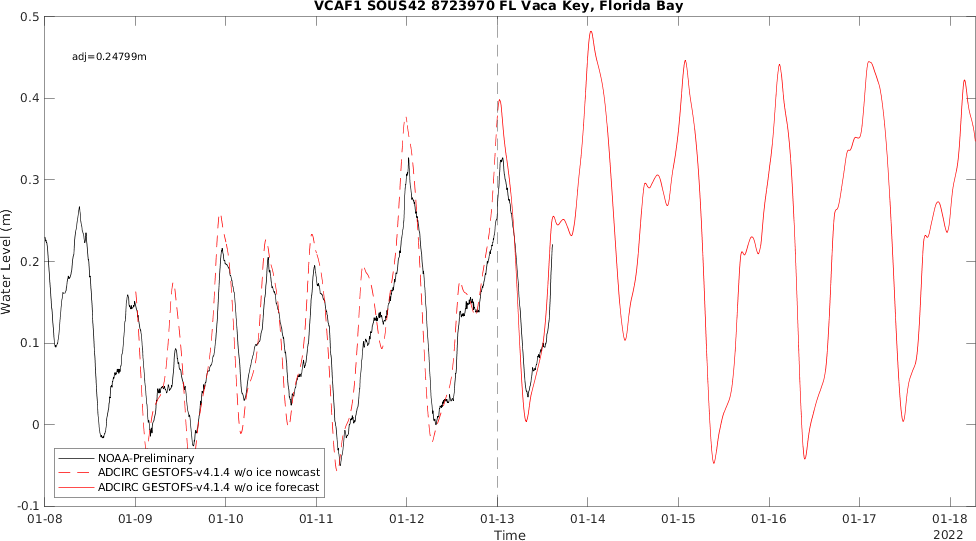 VCAF1 SOUS42 8723970 FL Vaca Key, Florida Bay
adj=0.24799m
0.5
0.4
0.3
0.2
0.1
0
-0.1
Water Level (m)
NOAA-Preliminary
ADCIRC GESTOFS-v4.1.4 w/o ice nowcast
ADCIRC GESTOFS-v4.1.4 w/o ice forecast
01-08 01-09 01-10 01-11 01-12 01-13 01-14 01-15 01-16 01-17 01-18
Time
2022